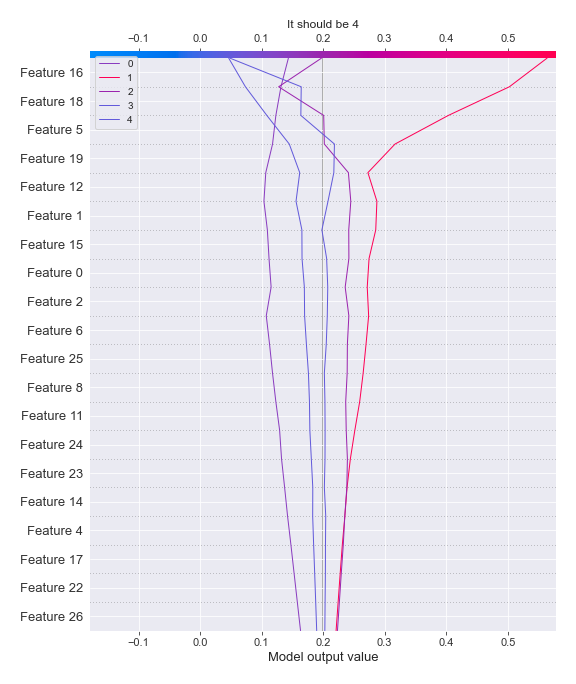 It should be 4
−0.1 0.0 0.1 0.2 0.3 0.4 0.5
0
1
2
3
4
Feature 16
Feature 18
Feature 5
Feature 19
Feature 12
Feature 1
Feature 15
Feature 0
Feature 2
Feature 6
Feature 25
Feature 8
Feature 11
Feature 24
Feature 23
Feature 14
Feature 4
Feature 17
Feature 22
Feature 26
−0.1 0.0 0.1 0.2 0.3 0.4 0.5
Model output value